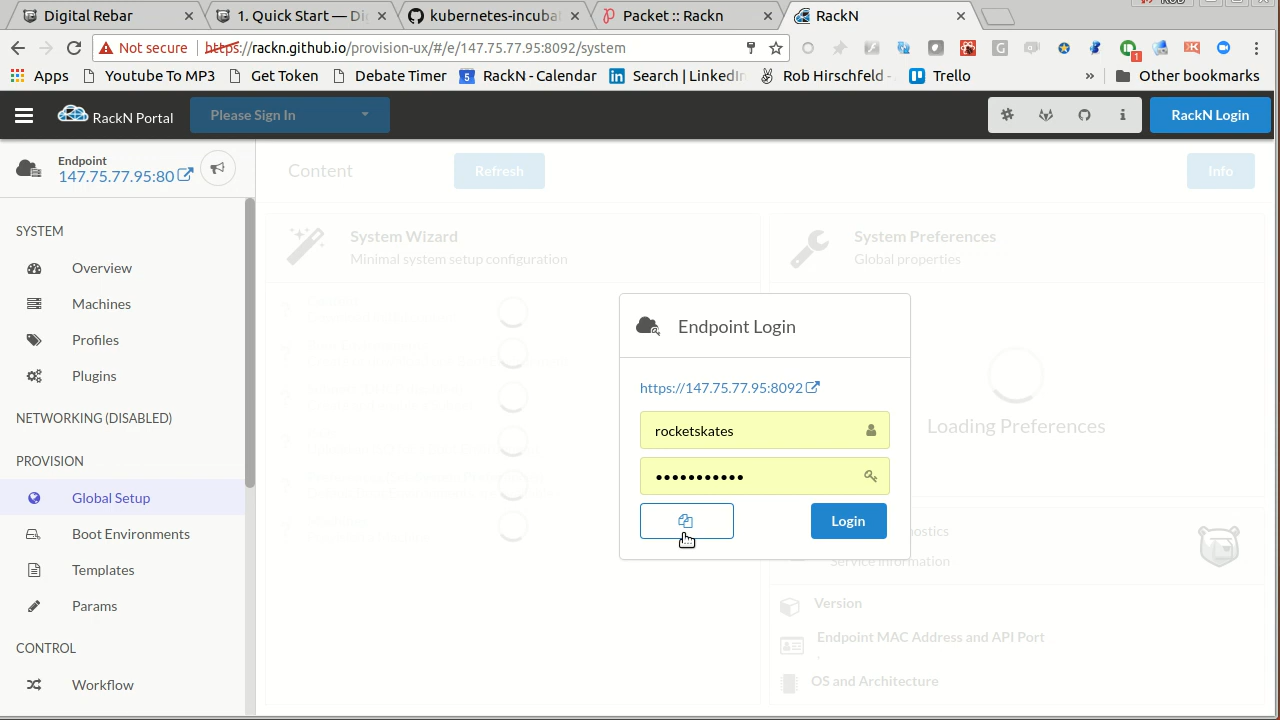 Digital Rebar
1. Quick Start — Di
kubernetes-incuba
Packet :: Rackn
RackN
Not secure
https://rackn.github.io/provision-ux/#/e/147.75.77.95:8092/system
1
Apps
YouTube To MP3
Get Token
Debate Timer
5
RackN - Calendar
Search | LinkedIn
Rob Hirschfeld -
Trello
»
Other bookmarks
RackN Portal
Please Sign In
RackN Login
Endpoint
147.75.77.95:80
Content
Refresh
Info
SYSTEM
Overview
Machines
Profiles
Plugins
NETWORKING (DISABLED)
PROVISION
Global Setup
Boot Environments
Templates
Params
CONTROL
Workflow
System Wizard
Minimal system setup configuration
System Preferences
Global properties
Loading Preferences
Endpoint Login
https://147.75.77.95:8092
rocketskates
•••••••••••
Login
Service Information
Version
Endpoint MAC Address and API Port
OS and Architecture